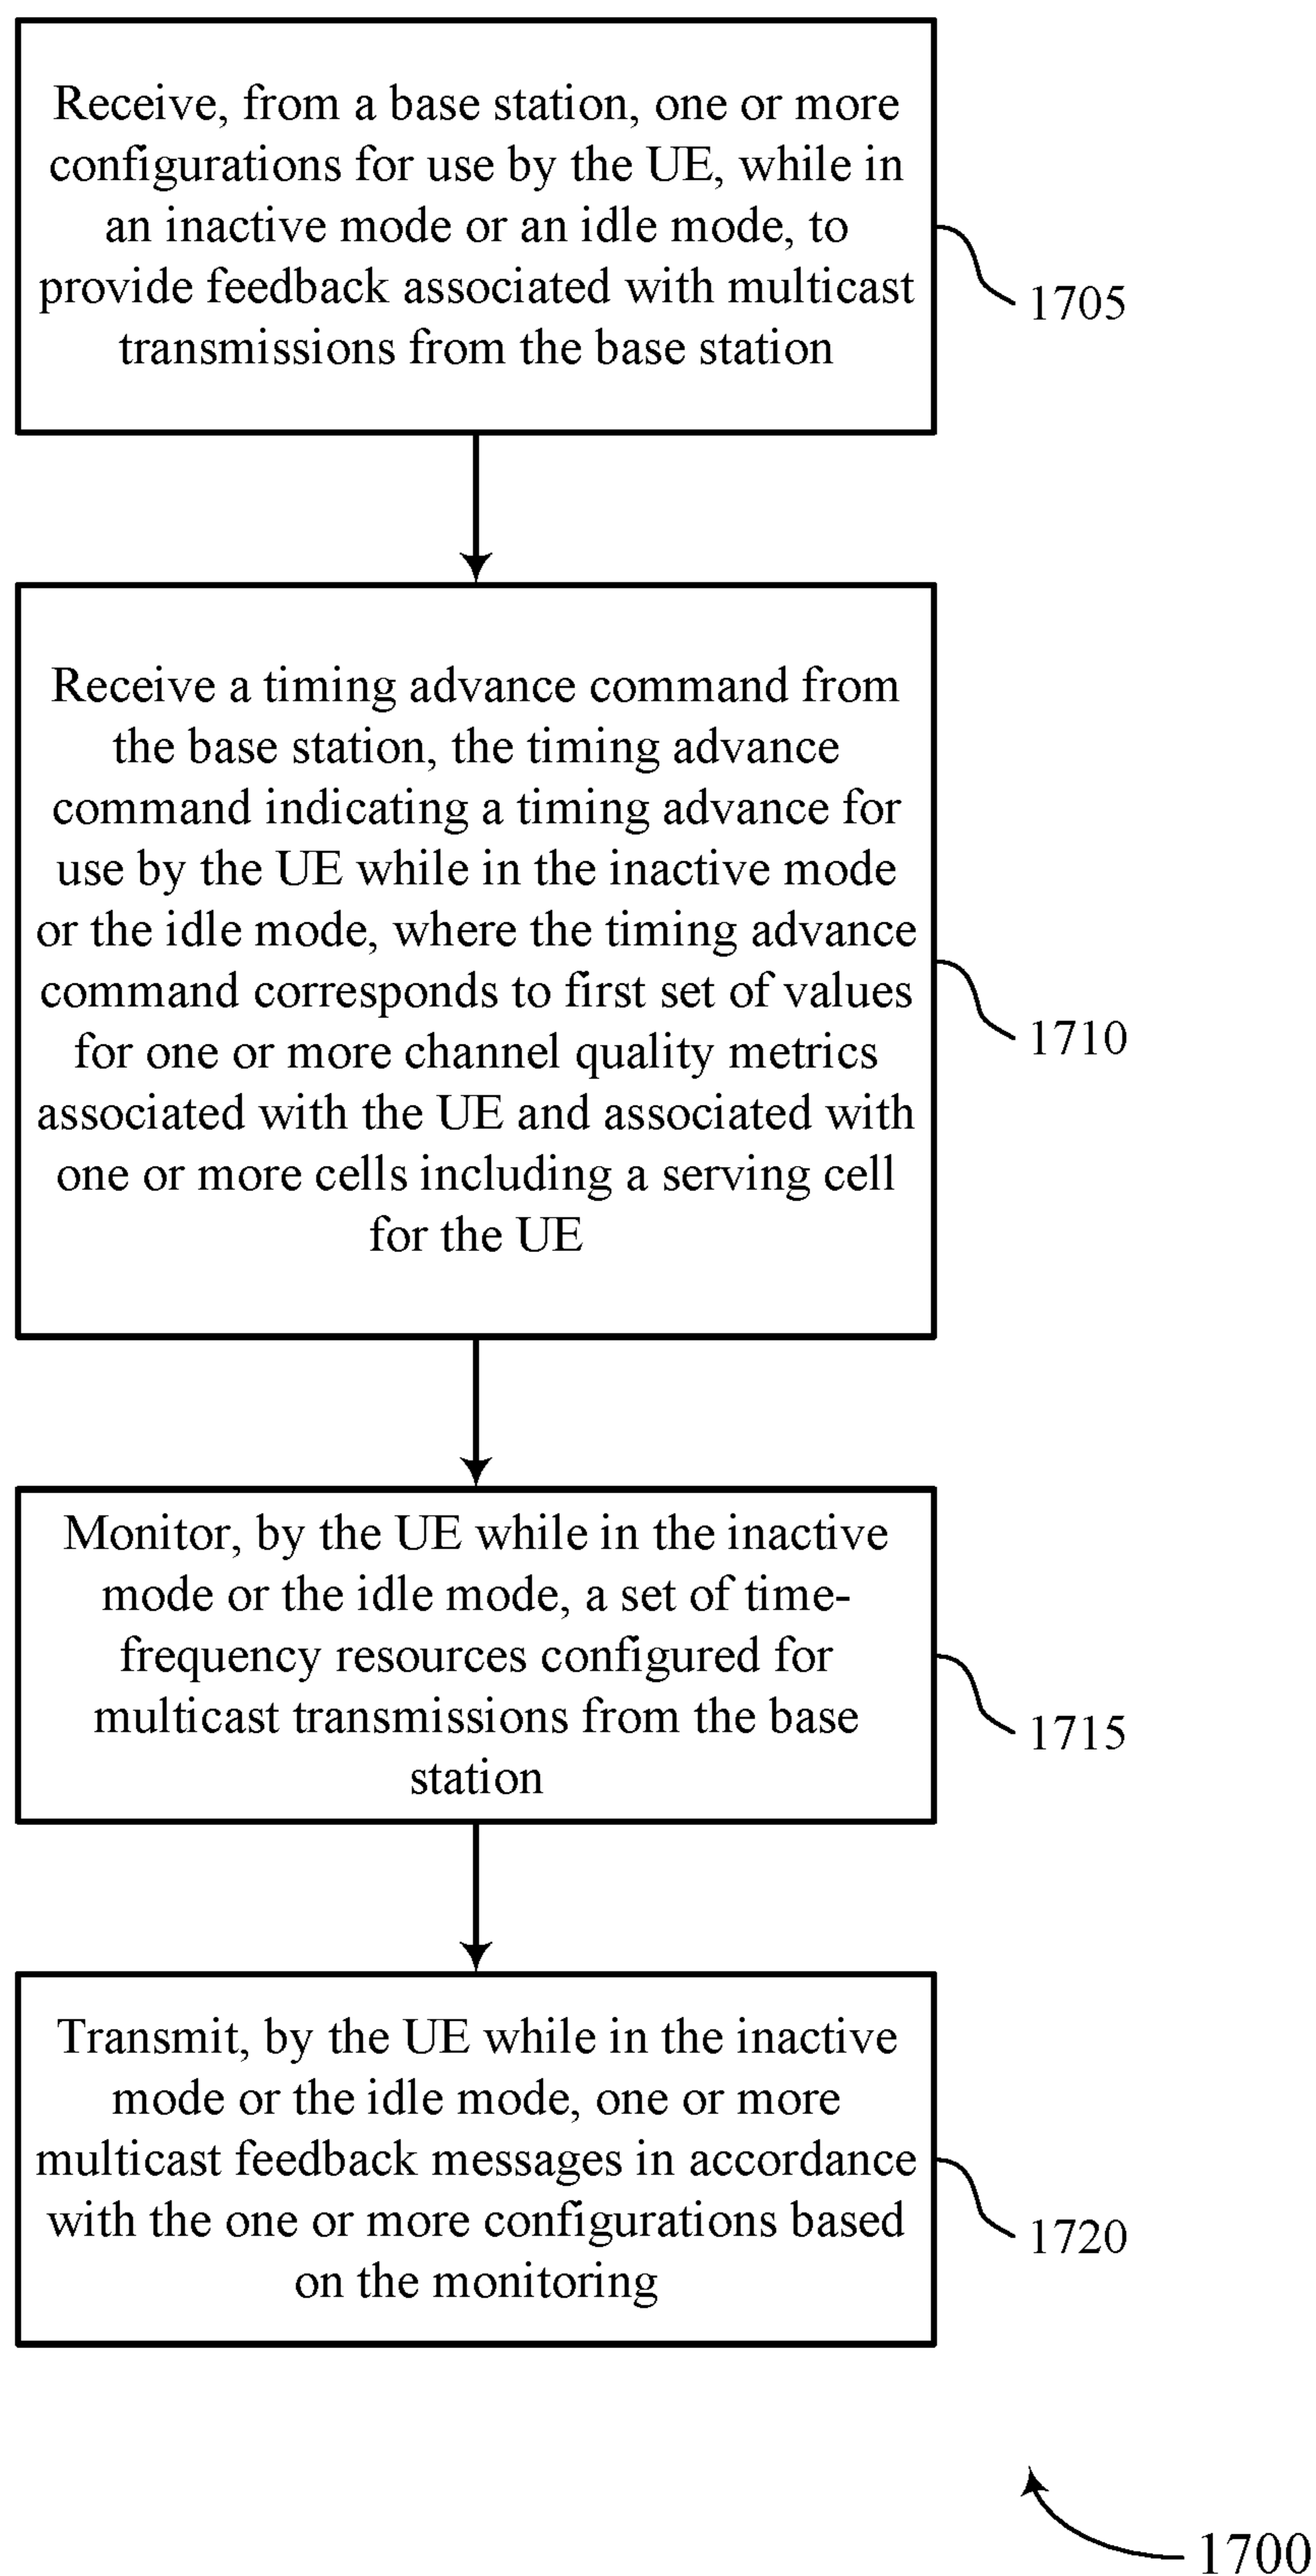 Receive, from a base station, one or more
configurations for use by the UE, while in
an inactive mode or an idle mode, to
provide feedback associated with multicast
transmissions from the base station
1705
Receive a timing advance command from
the base station, the timing advance
command indicating a timing advance for
use by the UE while in the inactive mode
or the idle mode, where the timing advance
command corresponds to first set of values
for one or more channel quality metrics
associated with the UE and associated with
one or more cells including a serving cell
for the UE
1710
Monitor, by the UE while in the inactive
mode or the idle mode, a set of time-
frequency resources configured for
multicast transmissions from the base
station
1715
Transmit, by the UE while in the inactive
mode or the idle mode, one or more
multicast feedback messages in accordance
with the one or more configurations based
on the monitoring
1720
1700